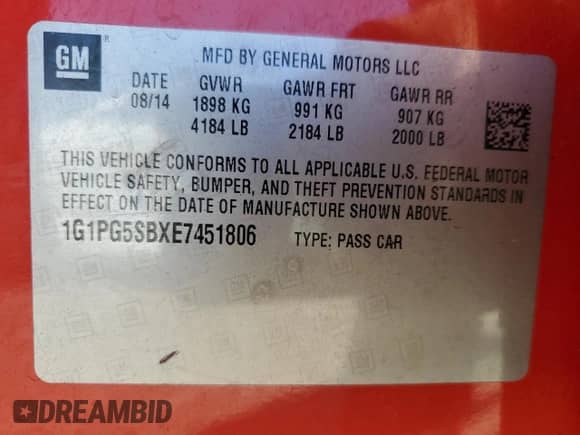 GM
MFD BY GENERAL MOTORS LLC
DATE GVWR GAWR FRT GAWR RR
08/14 1898 KG 991 KG 907 KG
4184 LB 2184 LB 2000 LB
THIS VEHICLE CONFORMS TO ALL APPLICABLE U.S. FEDERAL MOTOR
VEHICLE SAFETY, BUMPER, AND THEFT PREVENTION STANDARDS IN
EFFECT ON THE DATE OF MANUFACTURE SHOWN ABOVE.
1G1PG5SBXE7451806 TYPE: PASS CAR
DREAMBID